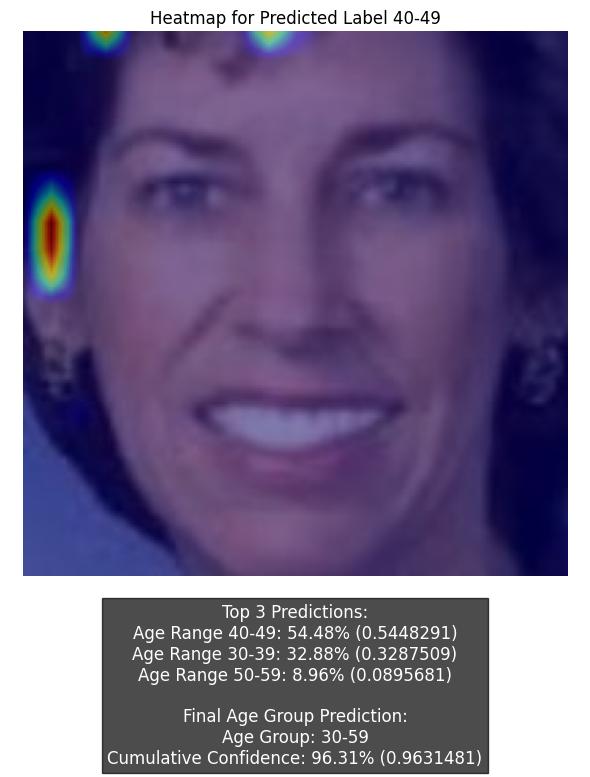 Heatmap for Predicted Label 40-49
Top 3 Predictions:
Age Range 40-49: 54.48% (0.5448291)
Age Range 30-39: 32.88% (0.3287509)
Age Range 50-59: 8.96% (0.0895681)
Final Age Group Prediction:
Age Group: 30-59
Cumulative Confidence: 96.31% (0.9631481)